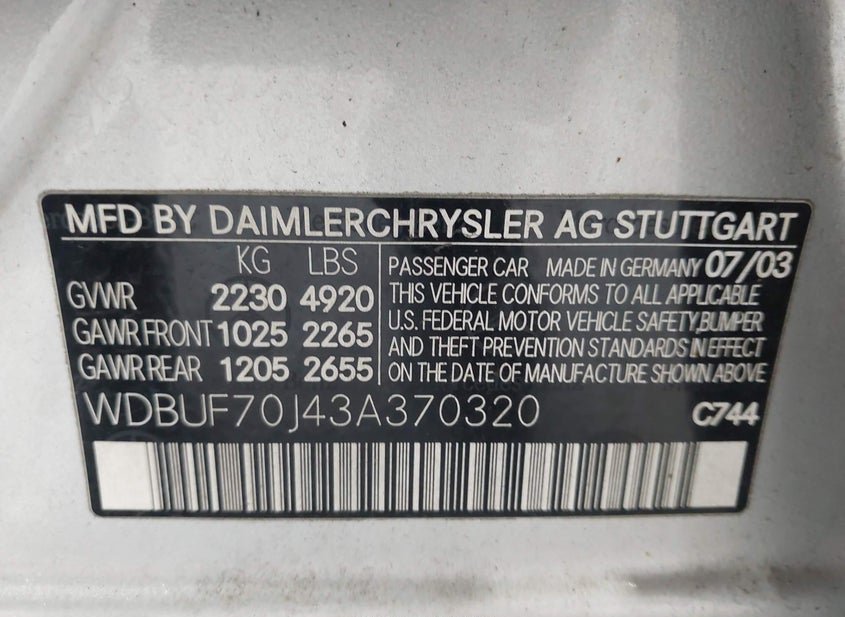 MFD BY DAIMLERCHRYSLER AG STUTTGART
KG LBS
GVWR 2230 4920
GAWR FRONT 1025 2265
GAWR REAR 1205 2655
PASSENGER CAR MADE IN GERMANY 07/03
THIS VEHICLE CONFORMS TO ALL APPLICABLE
U.S. FEDERAL MOTOR VEHICLE SAFETY,BUMPER
AND THEFT PREVENTION STANDARDS IN EFFECT
ON THE DATE OF MANUFACTURE SHOWN ABOVE
WDBUF70J43A370320 C744